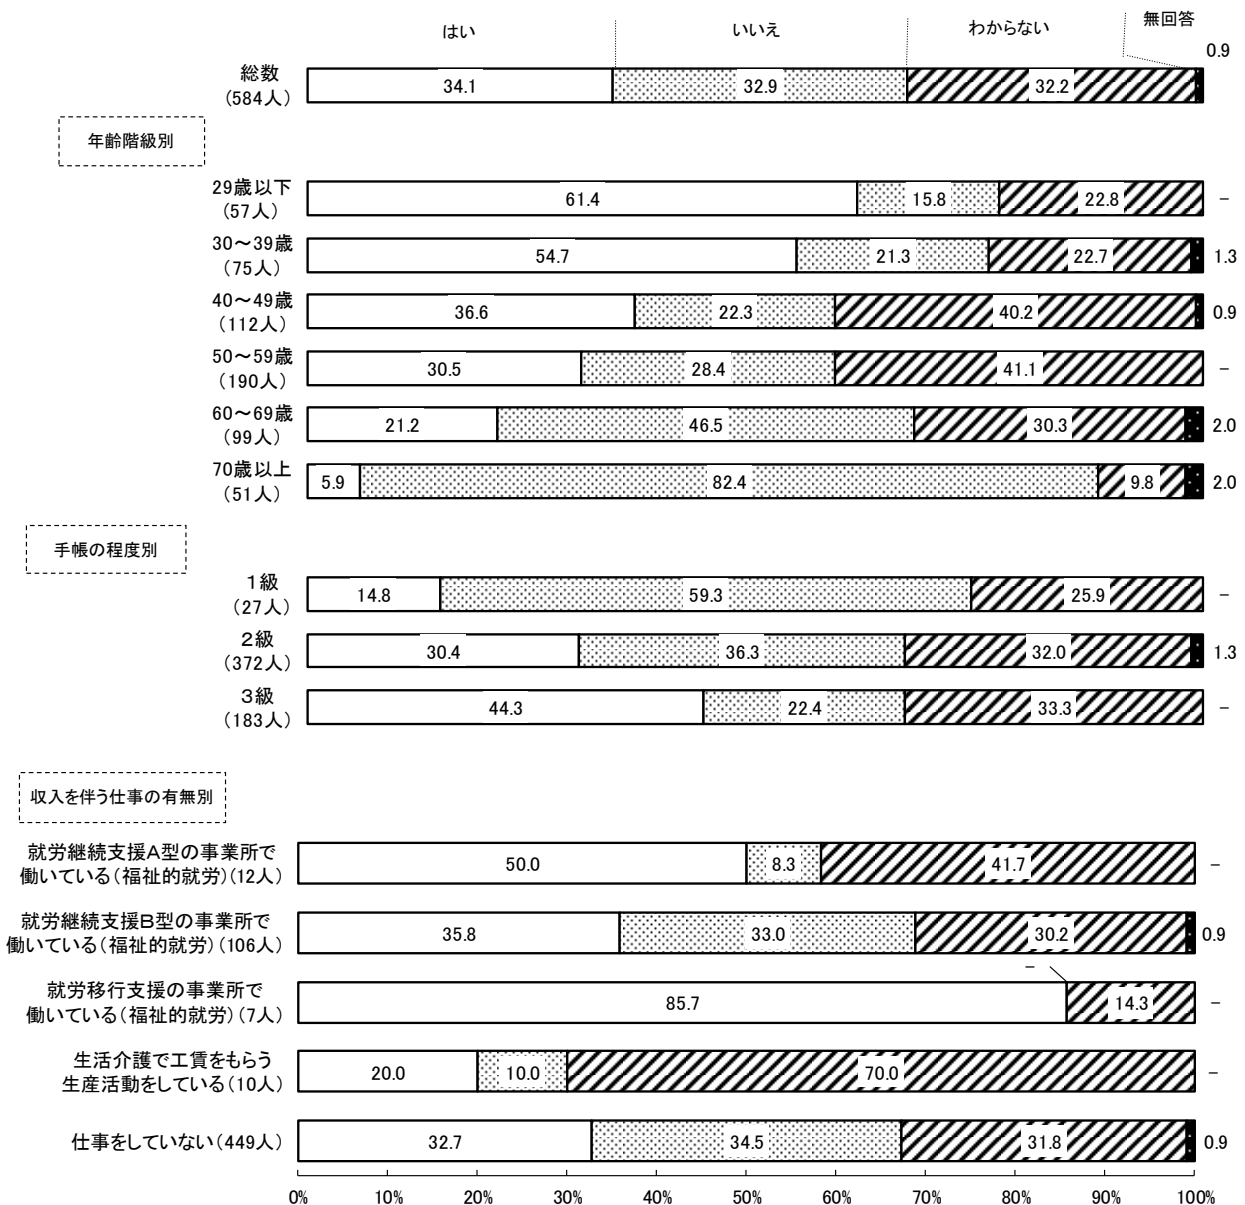 はい いいえ わからない 無回答
0.9
総数
(584人) 34.1 32.9 32.2
年齢階級別
29歳以下
(57人) 61.4 15.8 22.8 －
30～39歳
(75人) 54.7 21.3 22.7 1.3
40～49歳
(112人) 36.6 22.3 40.2 0.9
50～59歳
(190人) 30.5 28.4 41.1 －
60～69歳
(99人) 21.2 46.5 30.3 2.0
70歳以上
(51人) 5.9 82.4 9.8 2.0
手帳の程度別
１級
(27人) 14.8 59.3 25.9 －
２級
(372人) 30.4 36.3 32.0 1.3
３級
(183人) 44.3 22.4 33.3 －
収入を伴う仕事の有無別
就労継続支援Ａ型の事業所で
働いている(福祉的就労)(12人) 50.0 8.3 41.7 －
就労継続支援Ｂ型の事業所で
働いている(福祉的就労)(106人) 35.8 33.0 30.2 0.9
－
就労移行支援の事業所で
働いている(福祉的就労)(7人) 85.7 14.3 －
生活介護で工賃をもらう
生産活動をしている(10人) 20.0 10.0 70.0 －
仕事をしていない(449人) 32.7 34.5 31.8 0.9
0% 10% 20% 30% 40% 50% 60% 70% 80% 90% 100%